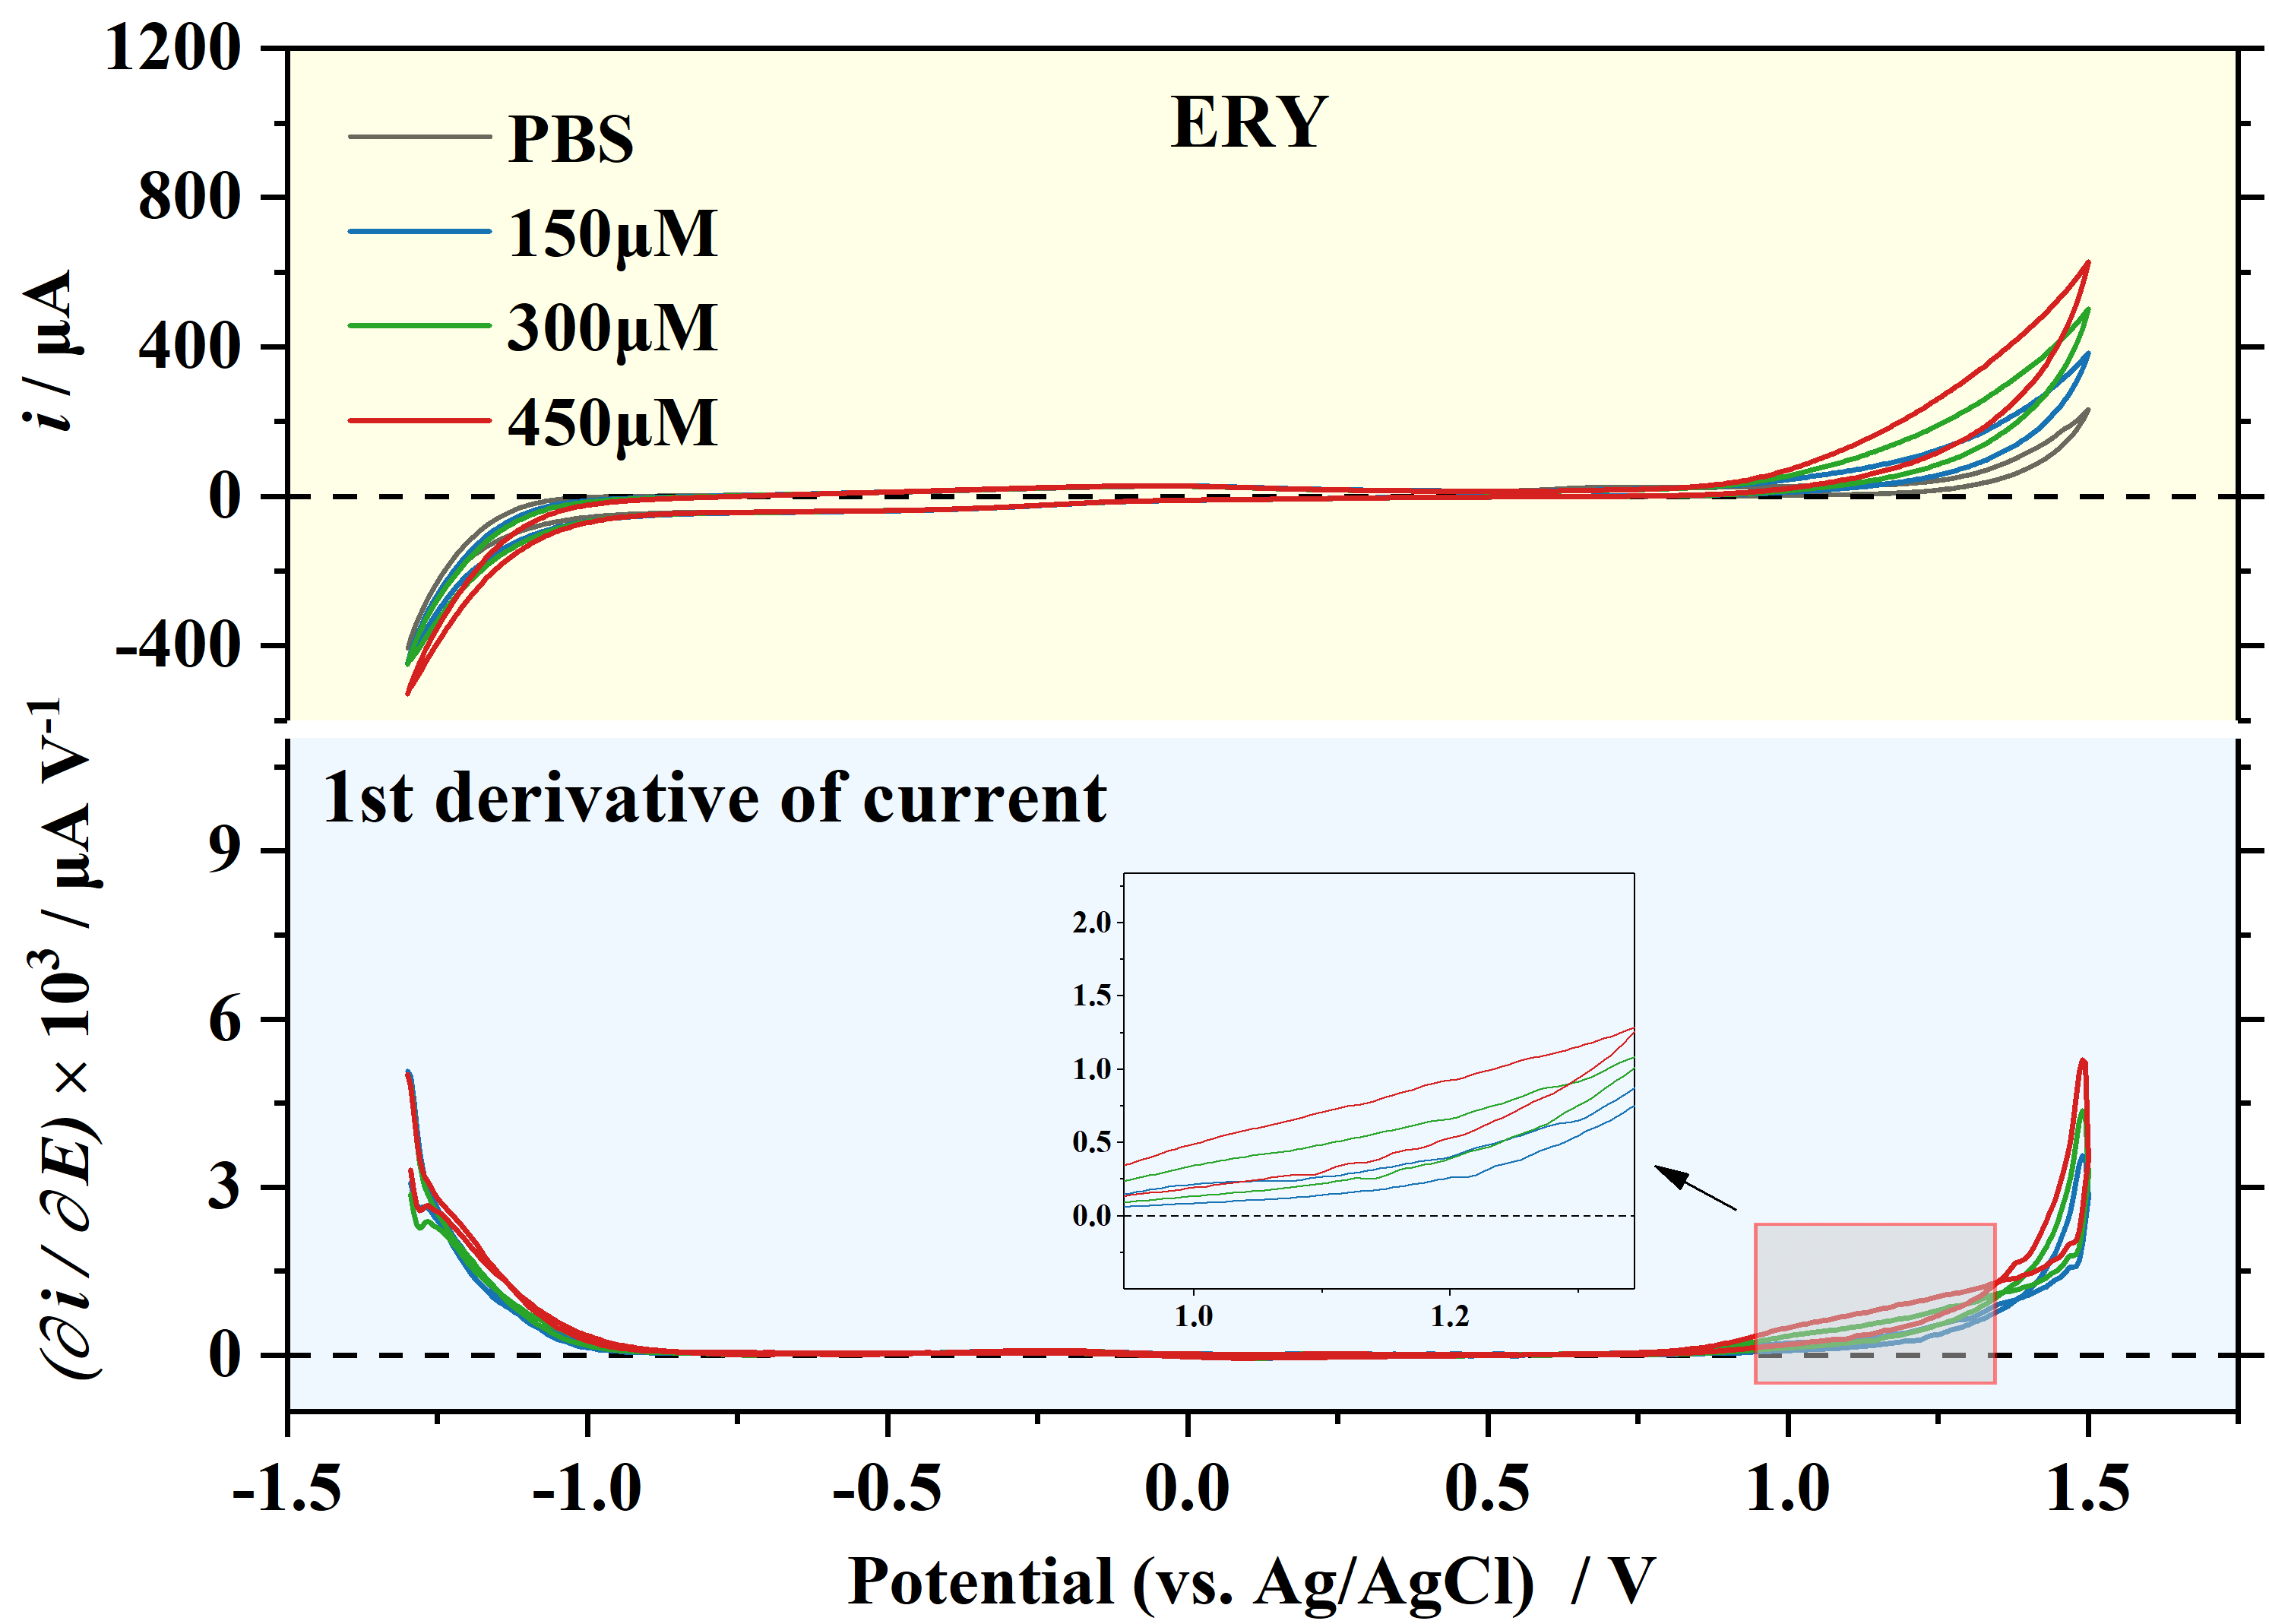 ERY
PBS
150μM
300μM
450μM
1200
800
400
0
-400
i / μA
1st derivative of current
9
6
3
0
(∂i / ∂E) × 10³ / μA V⁻¹
2.0
1.5
1.0
0.5
0.0
1.0 1.2
-1.5 -1.0 -0.5 0.0 0.5 1.0 1.5
Potential (vs. Ag/AgCl) / V